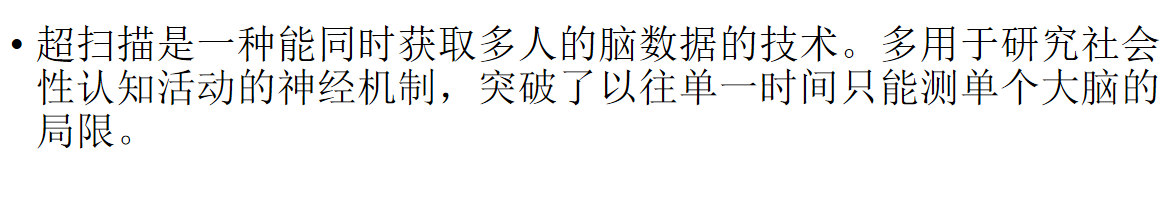 • 超扫描是一种能同时获取多人的脑数据的技术。多用于研究社会
性认知活动的神经机制，突破了以往单一时间只能测单个大脑的
局限。